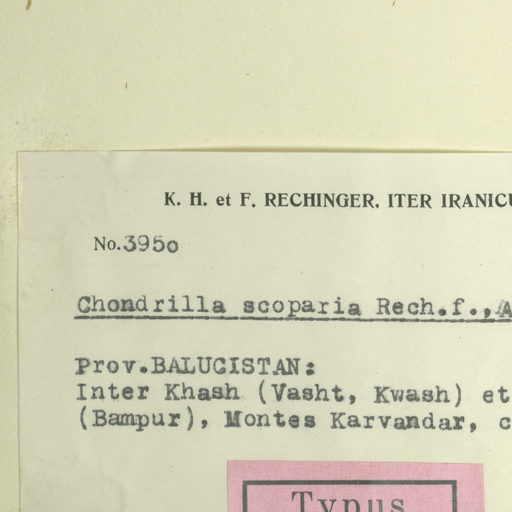 K. H. et F. RECHINGER, ITER IRANICU
No. 3950
Chondrilla scoparia Rech.f., A
Prov.BALUCISTAN:
Inter Khash (Vasht, Kwash) et
(Bampur), Montes Karvandar, c
Typus